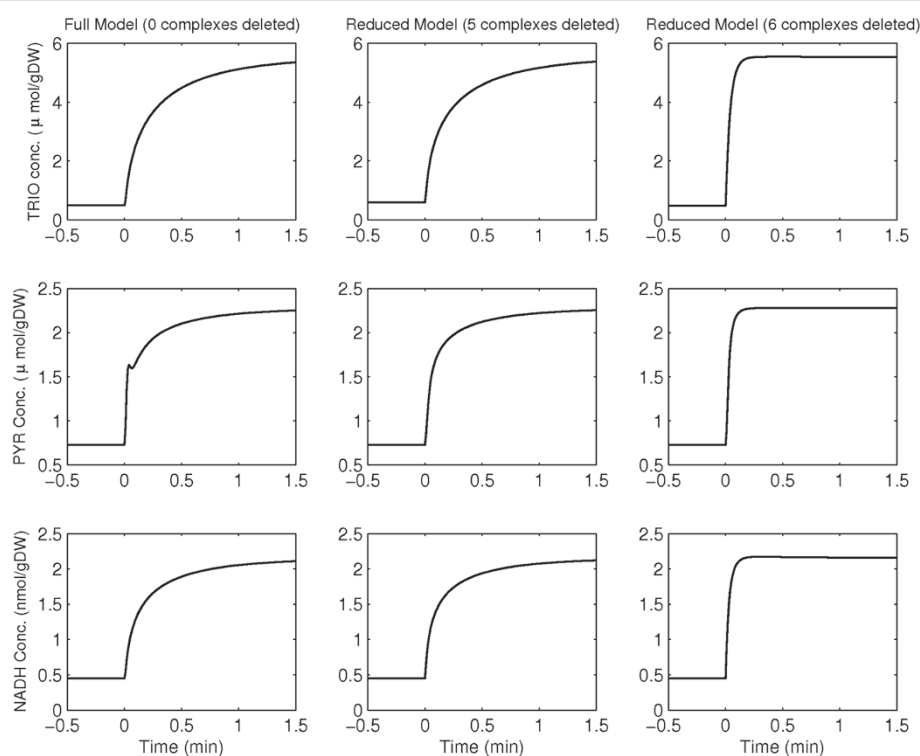 Full Model (0 complexes deleted)
Reduced Model (5 complexes deleted)
Reduced Model (6 complexes deleted)
TRIO conc. ( μ mol/gDW)
6
4
2
0
−0.5 0 0.5 1 1.5
6
4
2
0
−0.5 0 0.5 1 1.5
6
4
2
0
−0.5 0 0.5 1 1.5
PYR Conc. ( μ mol/gDW)
2.5
2
1.5
1
0.5
−0.5 0 0.5 1 1.5
2.5
2
1.5
1
0.5
−0.5 0 0.5 1 1.5
2.5
2
1.5
1
0.5
−0.5 0 0.5 1 1.5
NADH Conc. (nmol/gDW)
2.5
2
1.5
1
0.5
0
−0.5 0 0.5 1 1.5
Time (min)
2.5
2
1.5
1
0.5
0
−0.5 0 0.5 1 1.5
Time (min)
2.5
2
1.5
1
0.5
0
−0.5 0 0.5 1 1.5
Time (min)